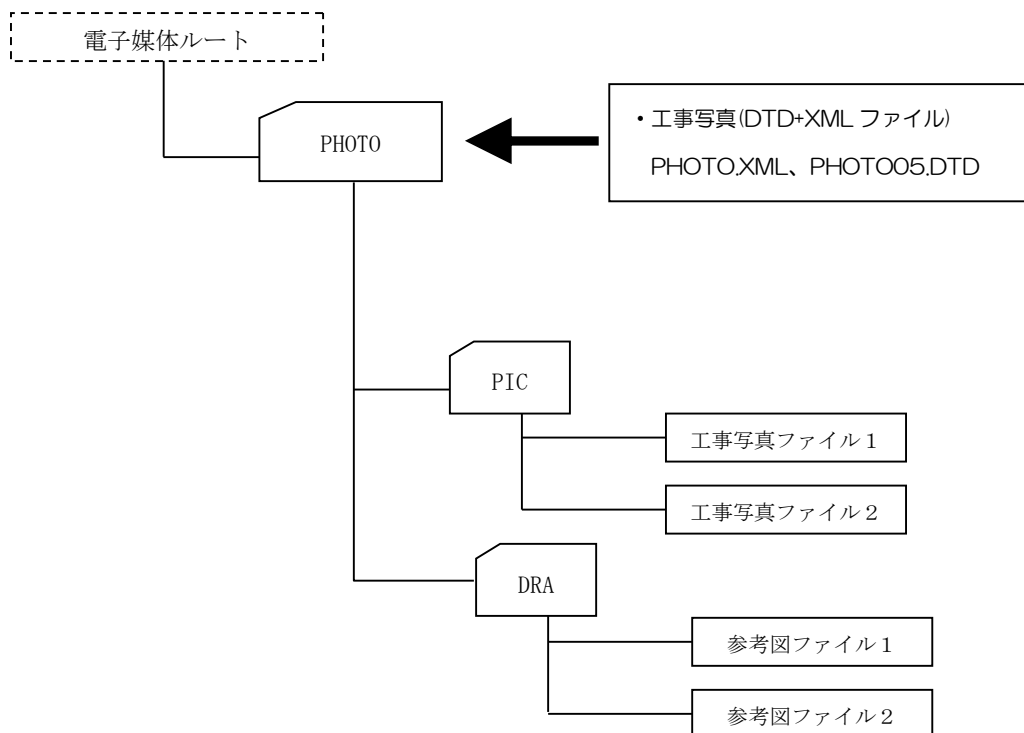 電子媒体ルート
PHOTO
・工事写真(DTD+XML ファイル)
PHOTO.XML、PHOTO05.DTD
PIC
工事写真ファイル１
工事写真ファイル２
DRA
参考図ファイル１
参考図ファイル２